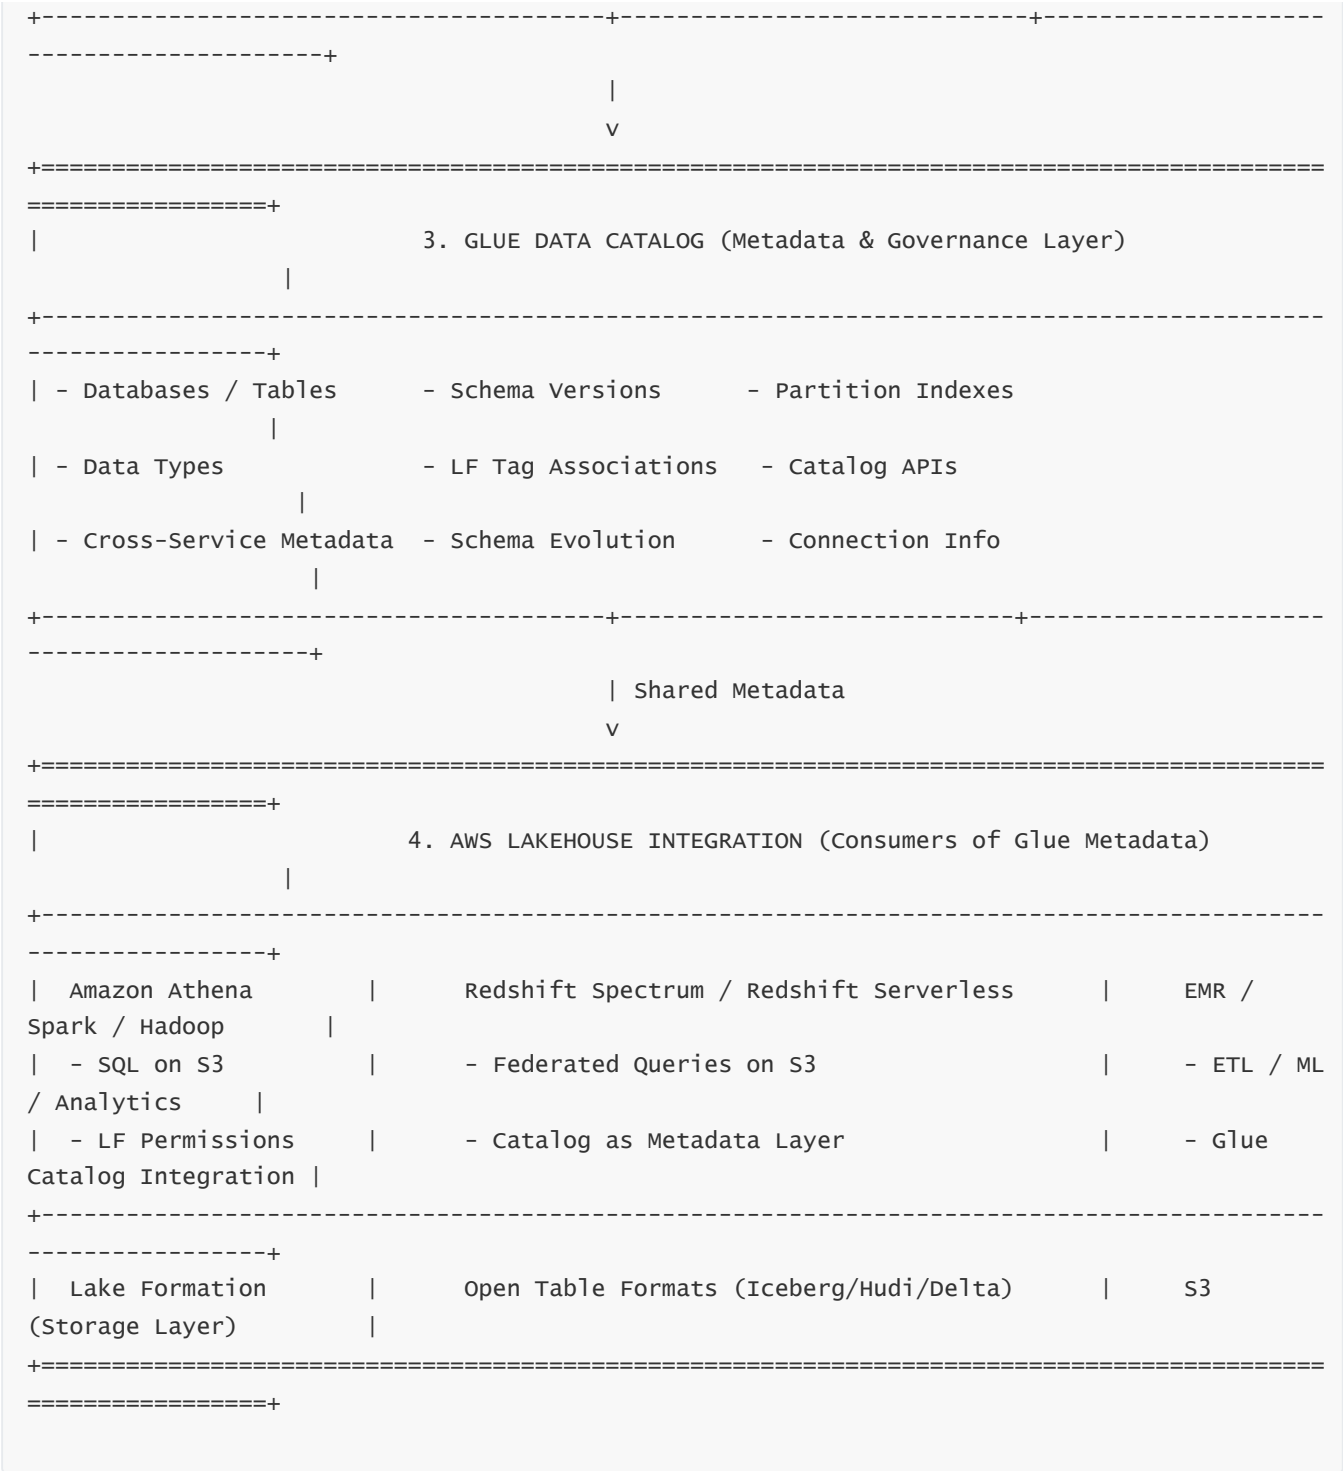 +----------------------------------------+-----------------------------+--------------------
---------------------+
                                         |
                                         v
+===========================================================================================
=================+
|                           3. GLUE DATA CATALOG (Metadata & Governance Layer)
                  |
+-------------------------------------------------------------------------------------------
-----------------+
| - Databases / Tables      - Schema Versions      - Partition Indexes
                 |
| - Data Types              - LF Tag Associations   - Catalog APIs
                   |
| - Cross-Service Metadata  - Schema Evolution      - Connection Info
                    |
+----------------------------------------+----------------------------+---------------------
--------------------+
                                         | Shared Metadata
                                         v
+===========================================================================================
=================+
|                          4. AWS LAKEHOUSE INTEGRATION (Consumers of Glue Metadata)
                  |
+-------------------------------------------------------------------------------------------
-----------------+
|  Amazon Athena        |      Redshift Spectrum / Redshift Serverless      |     EMR /
Spark / Hadoop       |
|  - SQL on S3          |      - Federated Queries on S3                    |     - ETL / ML
/ Analytics     |
|  - LF Permissions     |      - Catalog as Metadata Layer                  |     - Glue
Catalog Integration |
+-------------------------------------------------------------------------------------------
-----------------+
|  Lake Formation       |      Open Table Formats (Iceberg/Hudi/Delta)      |     S3
(Storage Layer)         |
+===========================================================================================
=================+